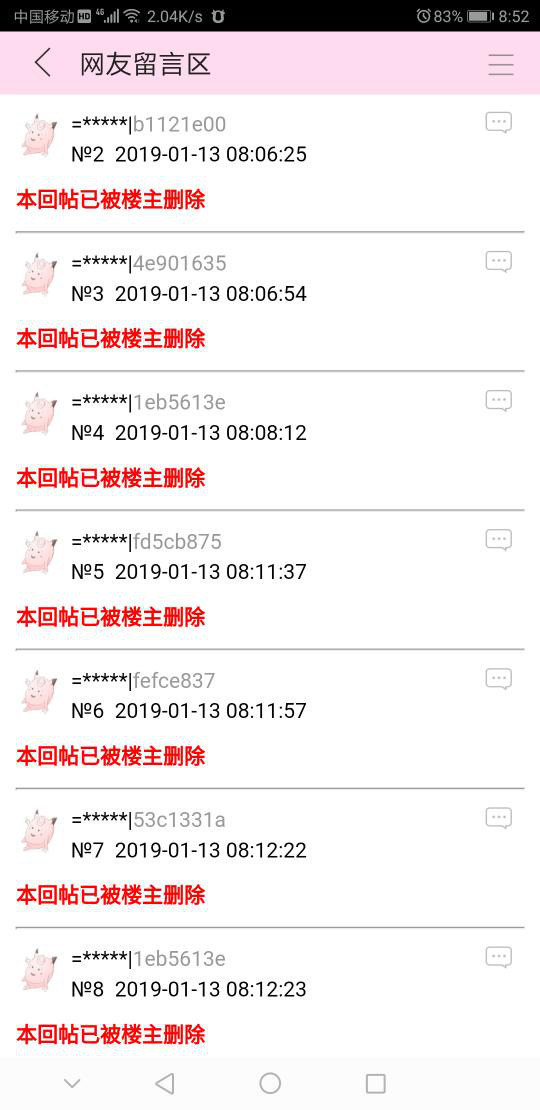 中国移动 HD 4G 2.04K/s 83% 8:52
网友留言区
=*****|b1121e00
№2 2019-01-13 08:06:25
本回帖已被楼主删除
=*****|4e901635
№3 2019-01-13 08:06:54
本回帖已被楼主删除
=*****|1eb5613e
№4 2019-01-13 08:08:12
本回帖已被楼主删除
=*****|fd5cb875
№5 2019-01-13 08:11:37
本回帖已被楼主删除
=*****|fefce837
№6 2019-01-13 08:11:57
本回帖已被楼主删除
=*****|53c1331a
№7 2019-01-13 08:12:22
本回帖已被楼主删除
=*****|1eb5613e
№8 2019-01-13 08:12:23
本回帖已被楼主删除